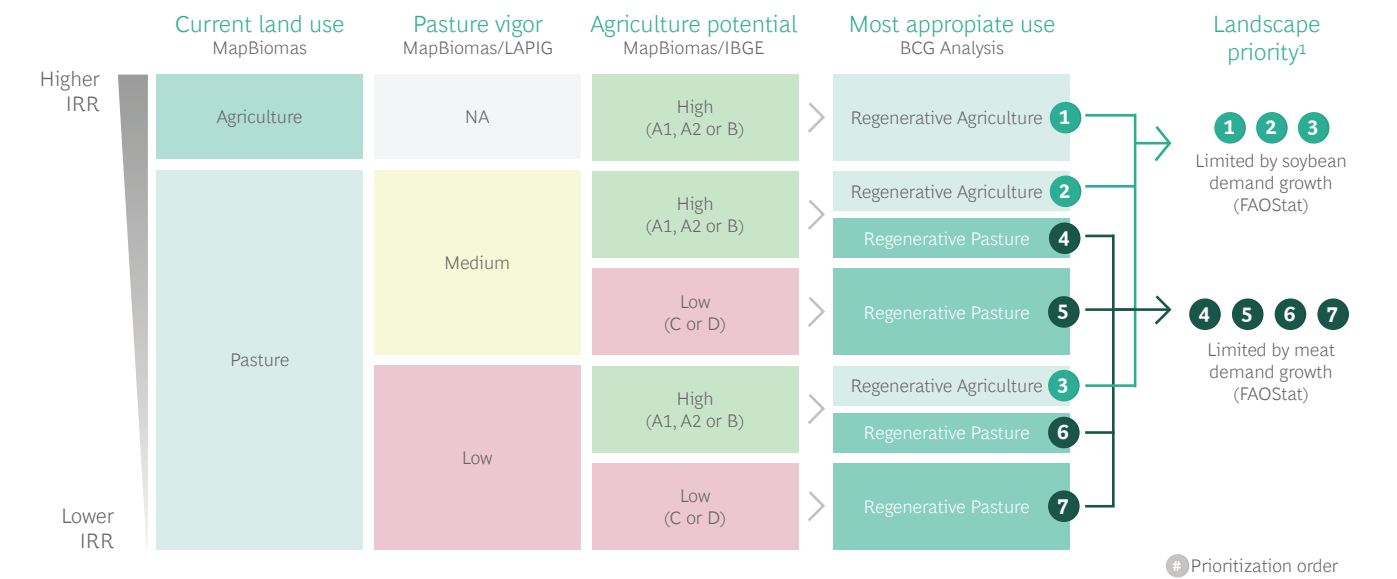 Current land use
MapBiomas
Pasture vigor
MapBiomas/LAPIG
Agriculture potential
MapBiomas/IBGE
Most appropiate use
BCG Analysis
Landscape
priority¹
Higher
IRR
Lower
IRR
Agriculture
NA
High
(A1, A2 or B)
Regenerative Agriculture 1
Pasture
Medium
High
(A1, A2 or B)
Regenerative Agriculture 2
Regenerative Pasture 4
Low
(C or D)
Regenerative Pasture 5
Low
High
(A1, A2 or B)
Regenerative Agriculture 3
Regenerative Pasture 6
Low
(C or D)
Regenerative Pasture 7
1 2 3
Limited by soybean
demand growth
(FAOStat)
4 5 6 7
Limited by meat
demand growth
(FAOStat)
# Prioritization order